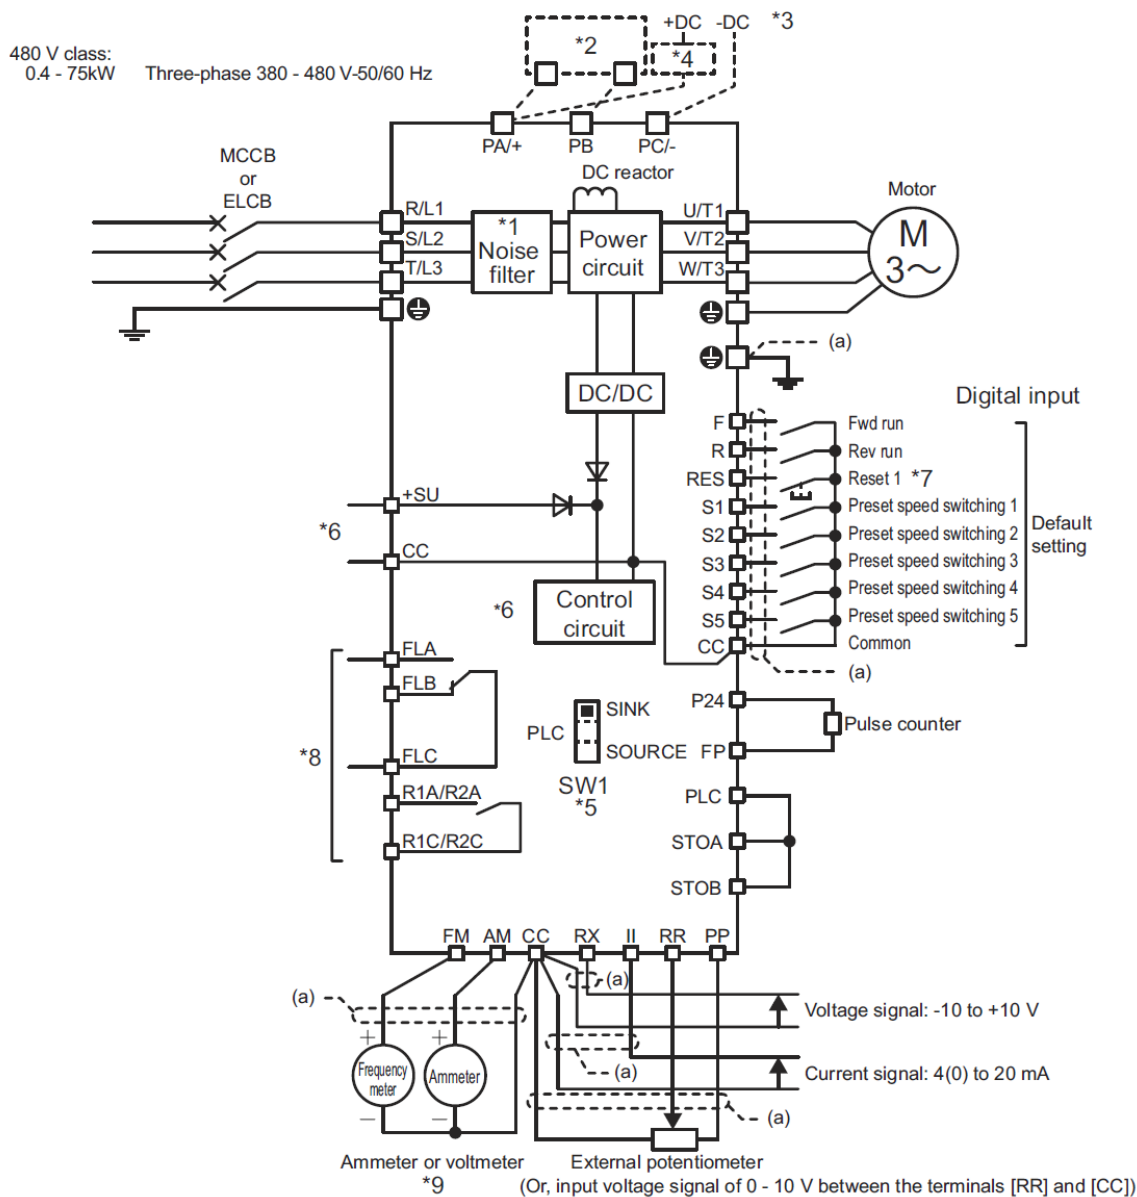 +DC -DC *3
480 V class:
0.4 - 75kW Three-phase 380 - 480 V-50/60 Hz
*2
*4
PA/+ PB PC/-
DC reactor
MCCB
or
ELCB
Motor
R/L1
S/L2
T/L3
*1
Noise
filter
Power
circuit
U/T1
V/T2
W/T3
M
3~
(a)
DC/DC
Digital input
F Fwd run
R Rev run
RES Reset 1 *7
S1 Preset speed switching 1
S2 Preset speed switching 2
S3 Preset speed switching 3
S4 Preset speed switching 4
S5 Preset speed switching 5
CC Common
Default
setting
(a)
+SU
*6
CC
*6
Control
circuit
FLA
FLB
FLC
*8
R1A/R2A
R1C/R2C
SINK
PLC
SOURCE
SW1
*5
P24
FP
Pulse counter
PLC
STOA
STOB
FM AM CC RX II RR PP
(a)
(a)
Voltage signal: -10 to +10 V
+ +
Frequency
meter
Ammeter
− −
(a)
Current signal: 4(0) to 20 mA
(a)
Ammeter or voltmeter
*9
External potentiometer
(Or, input voltage signal of 0 - 10 V between the terminals [RR] and [CC])